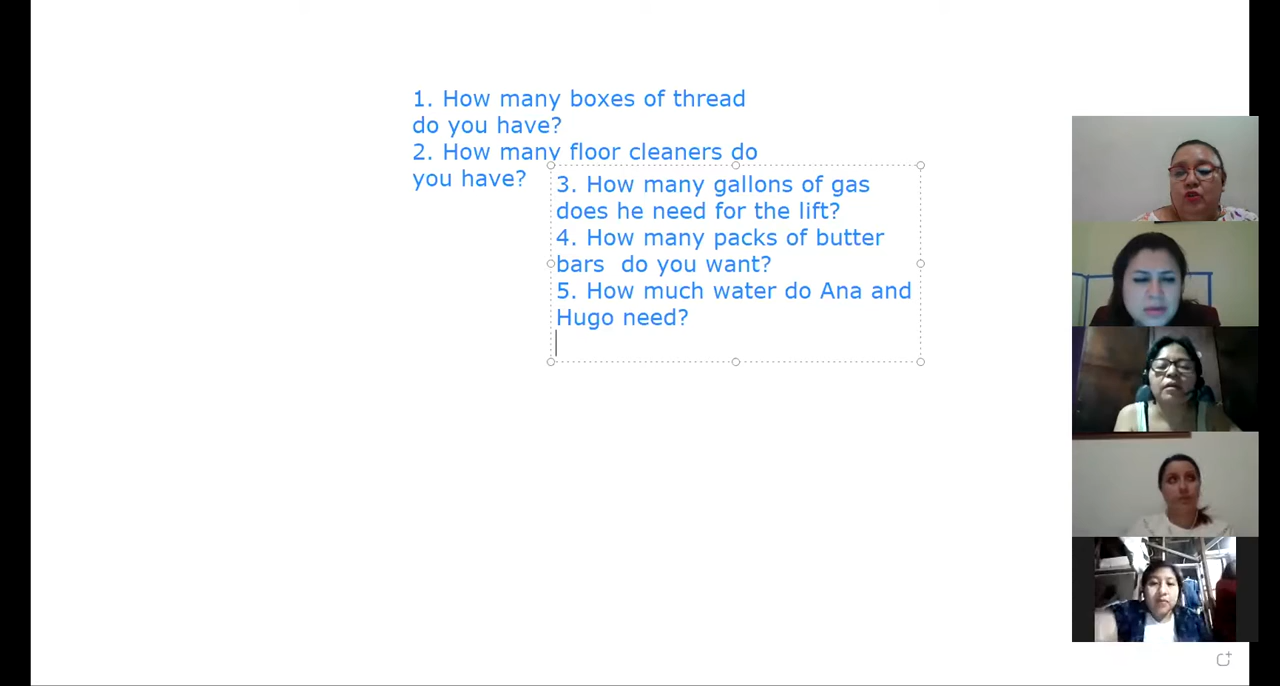 1. How many boxes of thread
do you have?
2. How many floor cleaners do
you have?
3. How many gallons of gas
does he need for the lift?
4. How many packs of butter
bars  do you want?
5. How much water do Ana and
Hugo need?